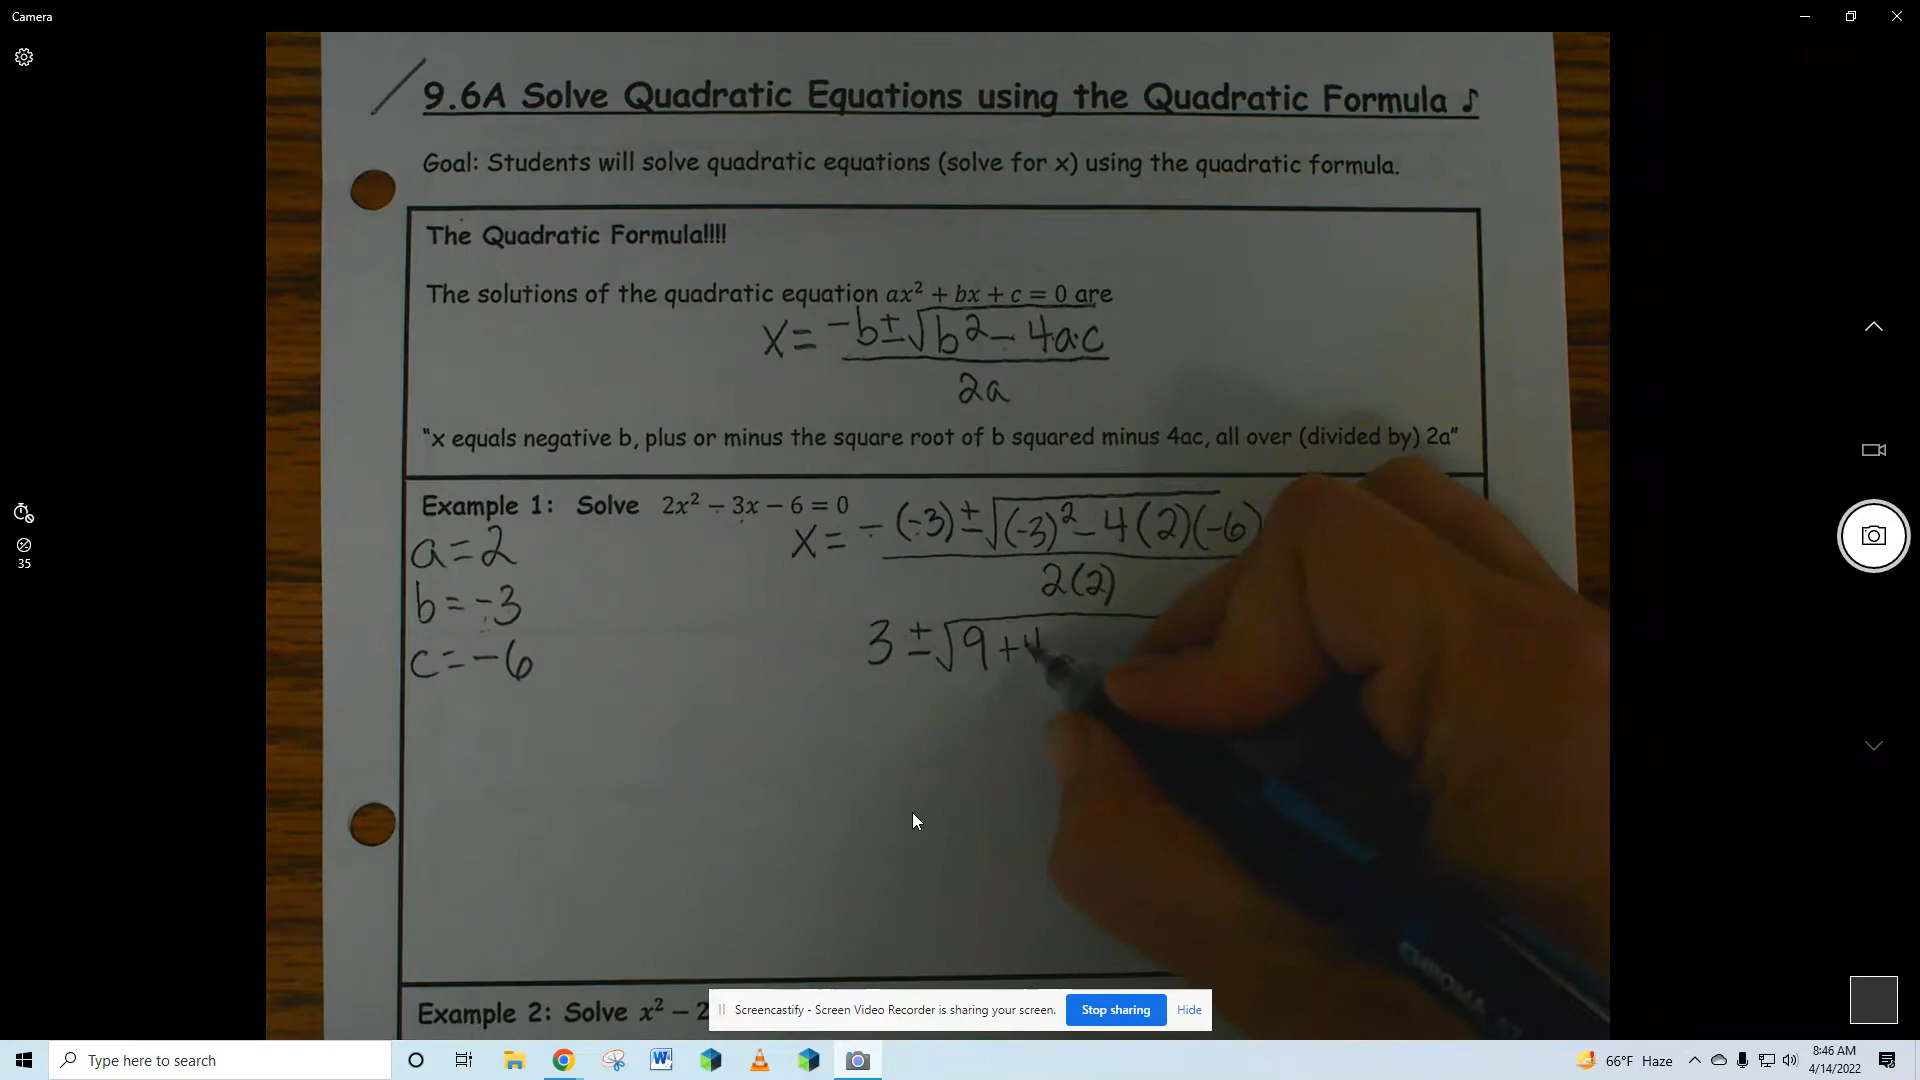 Camera
9.6A Solve Quadratic Equations using the Quadratic Formula ♪
Goal: Students will solve quadratic equations (solve for x) using the quadratic formula.
The Quadratic Formula!!!!
The solutions of the quadratic equation ax² + bx + c = 0 are
x = -b ± √b² - 4a·c
2a
"x equals negative b, plus or minus the square root of b squared minus 4ac, all over (divided by) 2a"
Example 1: Solve 2x² − 3x − 6 = 0
x = -(-3) ± √(-3)² - 4(2)(-6)
2(2)
a = 2
b = -3
c = -6
3 ± √9 + 4
35
CHROMA
Example 2: Solve x² − 2
Screencastify - Screen Video Recorder is sharing your screen.
Stop sharing
Hide
Type here to search
66°F Haze
8:46 AM
4/14/2022